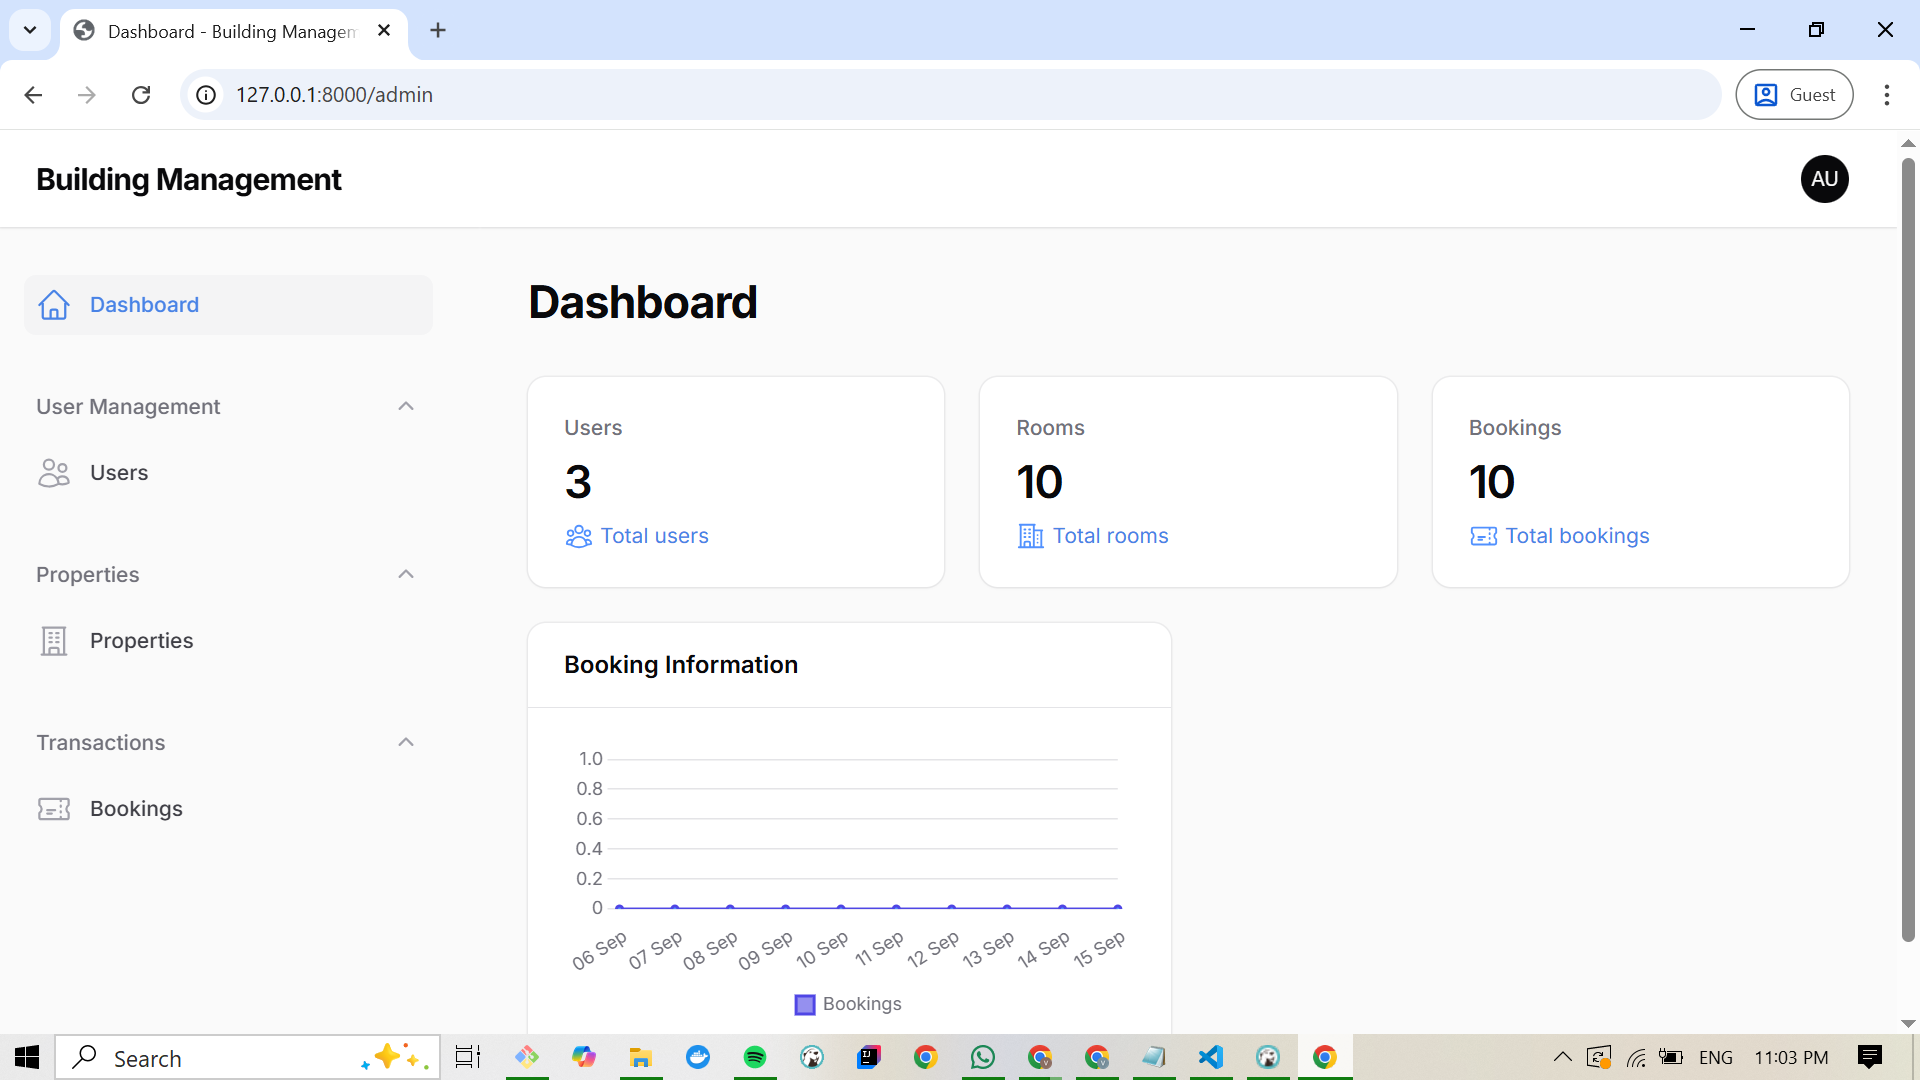 Dashboard - Building Managem
127.0.0.1:8000/admin
Guest
Building Management
AU
Dashboard
User Management
Users
Properties
Properties
Transactions
Bookings
Dashboard
Users
3
Total users
Rooms
10
Total rooms
Bookings
10
Total bookings
Booking Information
1.0
0.8
0.6
0.4
0.2
0
06 Sep
07 Sep
08 Sep
09 Sep
10 Sep
11 Sep
12 Sep
13 Sep
14 Sep
15 Sep
Bookings
Search
ENG
11:03 PM